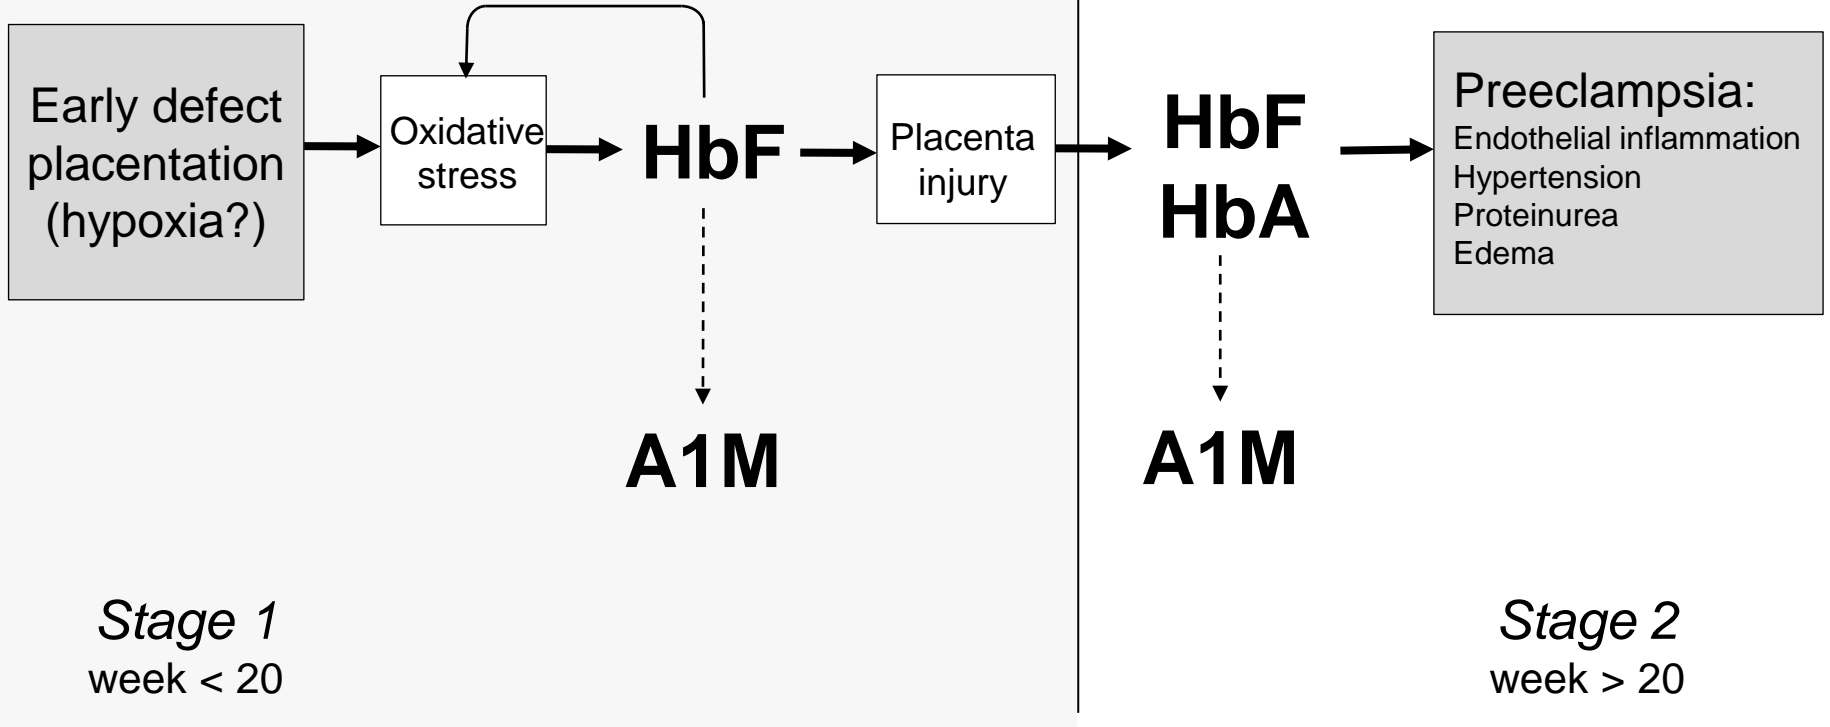 Early defect
placentation
(hypoxia?)
Oxidative
stress
HbF
A1M
Placenta
injury
HbF
HbA
A1M
Preeclampsia:
Endothelial inflammation
Hypertension
Proteinurea
Edema
Stage 1
week < 20
Stage 2
week > 20